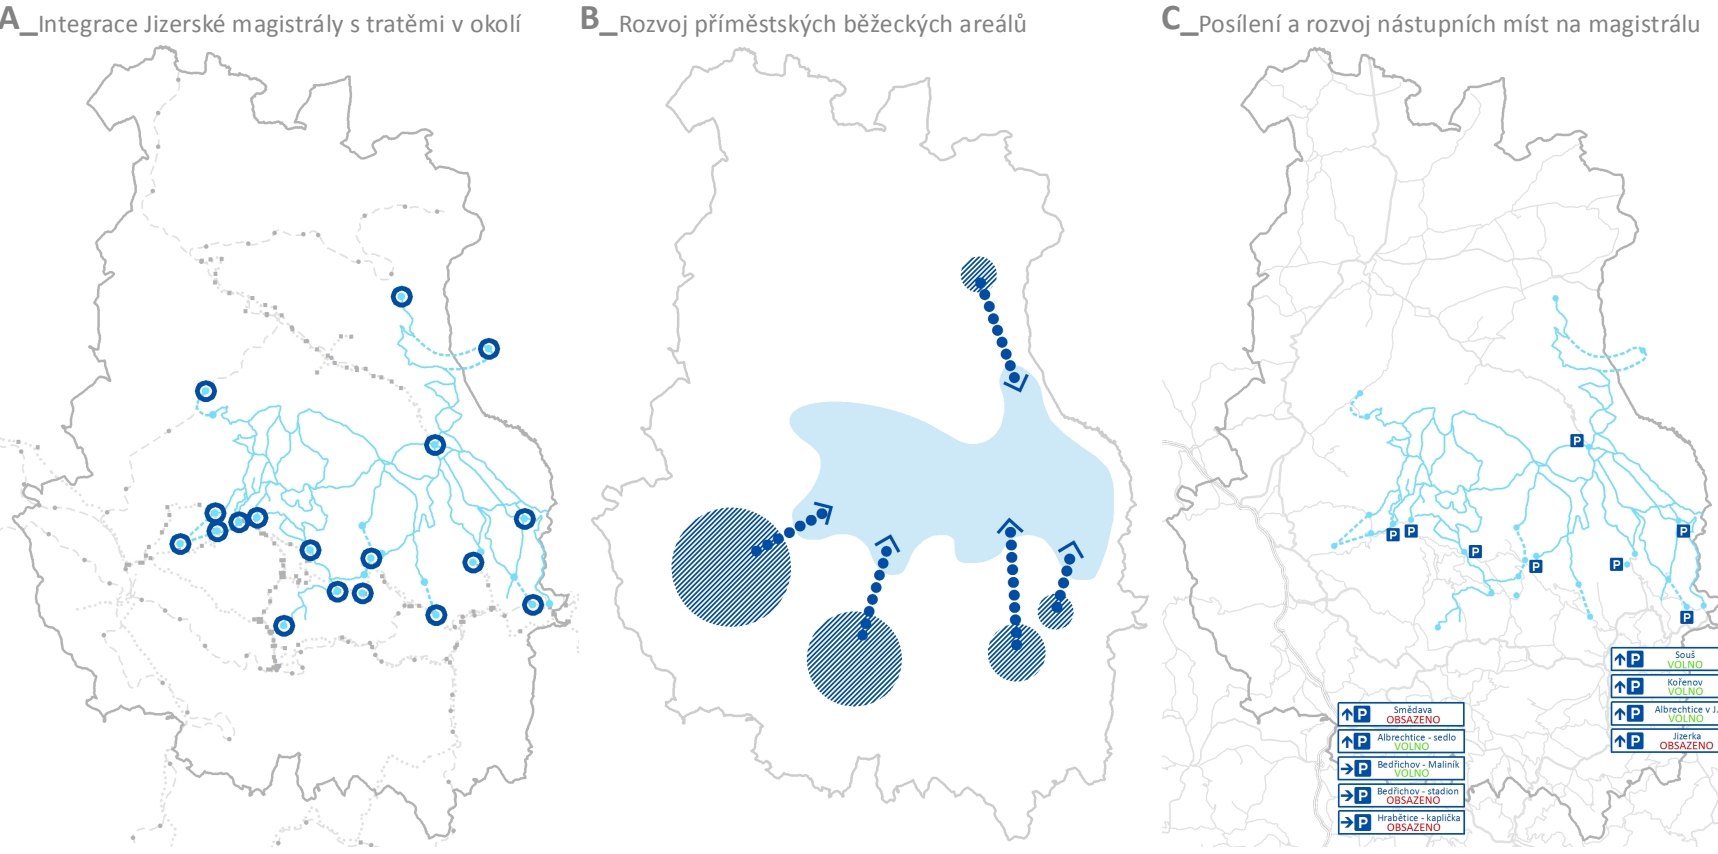 A_Integrace Jizerské magistrály s tratěmi v okolí
B_Rozvoj příměstských běžeckých areálů
C_Posílení a rozvoj nástupních míst na magistrálu
P
P
P
P
P
P
P
P
P Souš
VOLNO
P Kořenov
VOLNO
P Albrechtice v J.
VOLNO
P Jizerka
OBSAZENO
P Smědava
OBSAZENO
P Albrechtice - sedlo
VOLNO
P Bedřichov - Maliník
VOLNO
P Bedřichov - stadion
OBSAZENO
P Hrabětice - kaplička
OBSAZENO